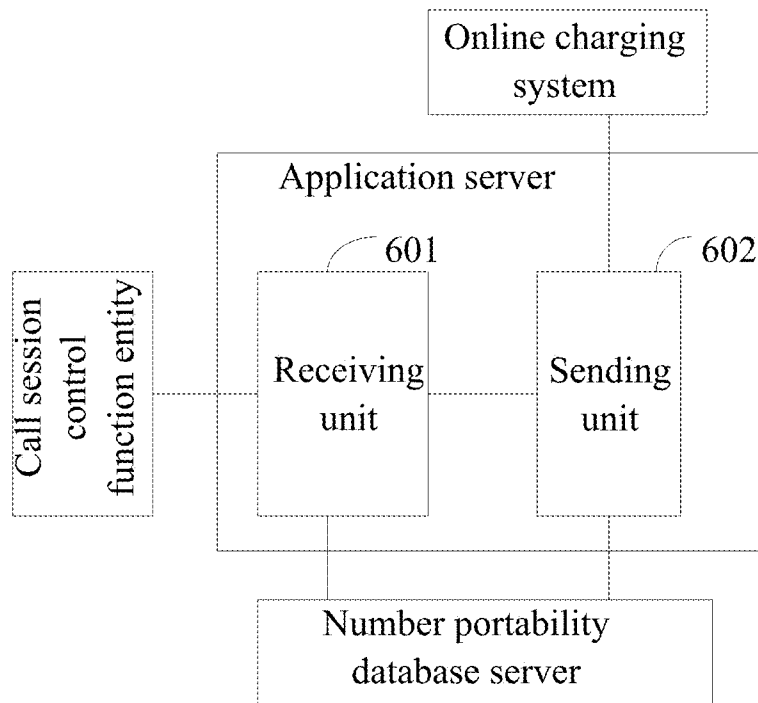 Online charging
system
Application server
601
602
Call session
control
function entity
Receiving
unit
Sending
unit
Number portability
database server